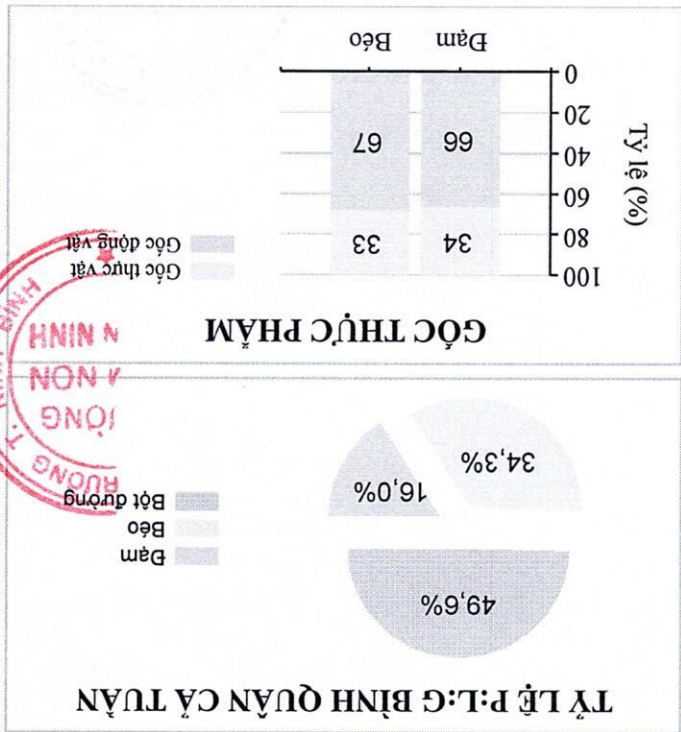 TỶ LỆ P:L:G BÌNH QUÂN CẢ TUẦN
49,6%
34,3%
16,0%
Đạm
Béo
Bột đường
GỐC THỰC PHẨM
Tỷ lệ (%)
100
80
60
40
20
0
34
33
66
67
Đạm
Béo
Gốc thực vật
Gốc động vật
NON
NINH